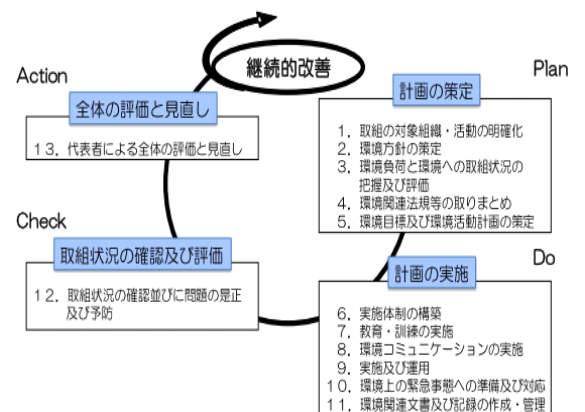 継続的改善
Action
全体の評価と見直し
13. 代表者による全体の評価と見直し
Plan
計画の策定
1. 取組の対象組織・活動の明確化
2. 環境方針の策定
3. 環境負荷と環境への取組状況の
把握及び評価
4. 環境関連法規等の取りまとめ
5. 環境目標及び環境活動計画の策定
Check
取組状況の確認及び評価
12. 取組状況の確認並びに問題の是正
及び予防
Do
計画の実施
6. 実施体制の構築
7. 教育・訓練の実施
8. 環境コミュニケーションの実施
9. 実施及び運用
10. 環境上の緊急事態への準備及び対応
11. 環境関連文書及び記録の作成・管理